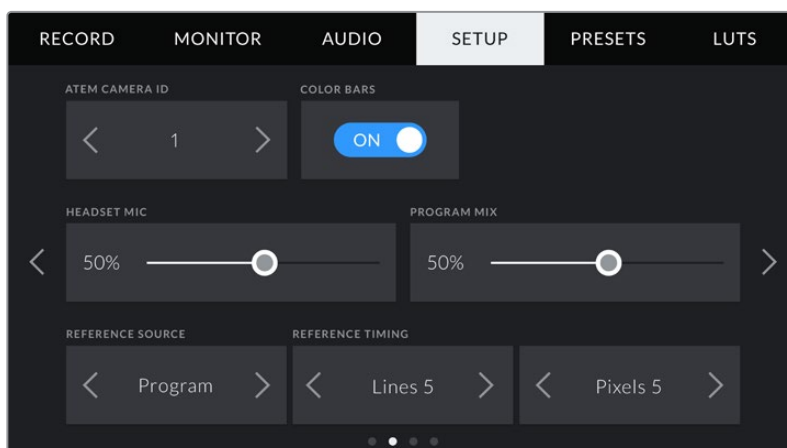 RECORD MONITOR AUDIO SETUP PRESETS LUTS
ATEM CAMERA ID COLOR BARS
1 ON
HEADSET MIC PROGRAM MIX
50% 50%
REFERENCE SOURCE REFERENCE TIMING
Program Lines 5 Pixels 5